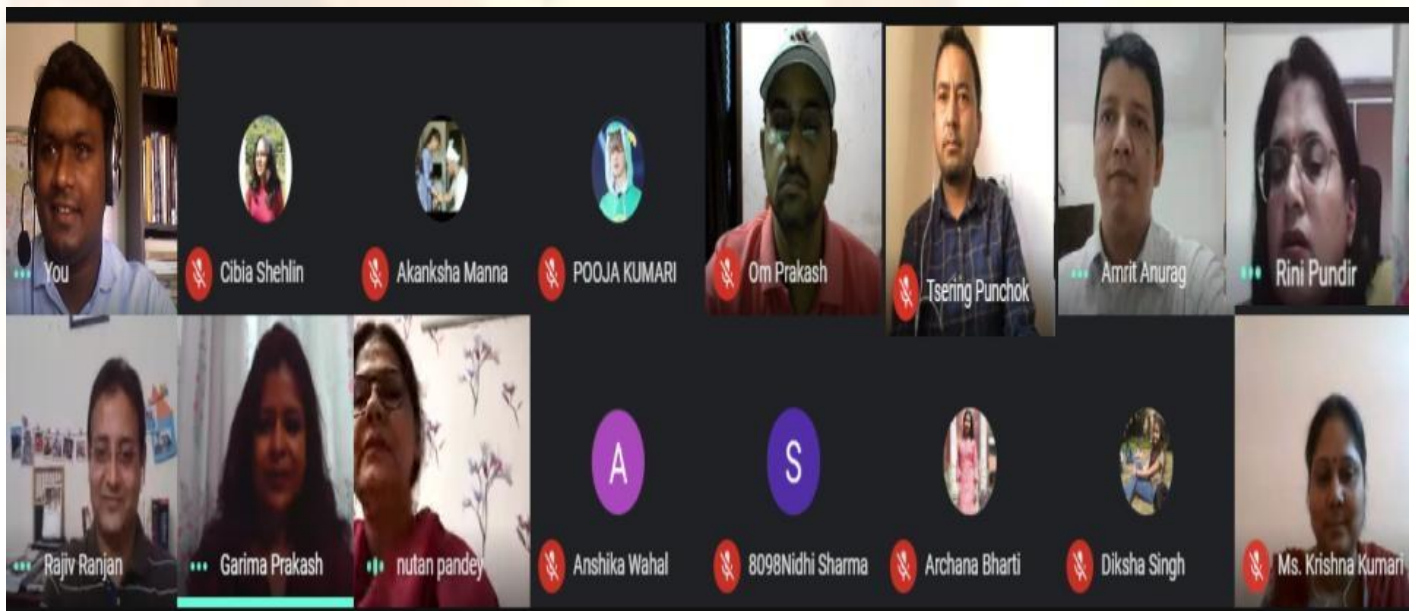 You
Cibia Shehlin
Akanksha Manna
POOJA KUMARI
Om Prakash
Tsering Punchok
Amrit Anurag
Rini Pundir
Rajiv Ranjan
Garima Prakash
nutan pandey
A
Anshika Wahal
S
8098Nidhi Sharma
Archana Bharti
Diksha Singh
Ms. Krishna Kumari